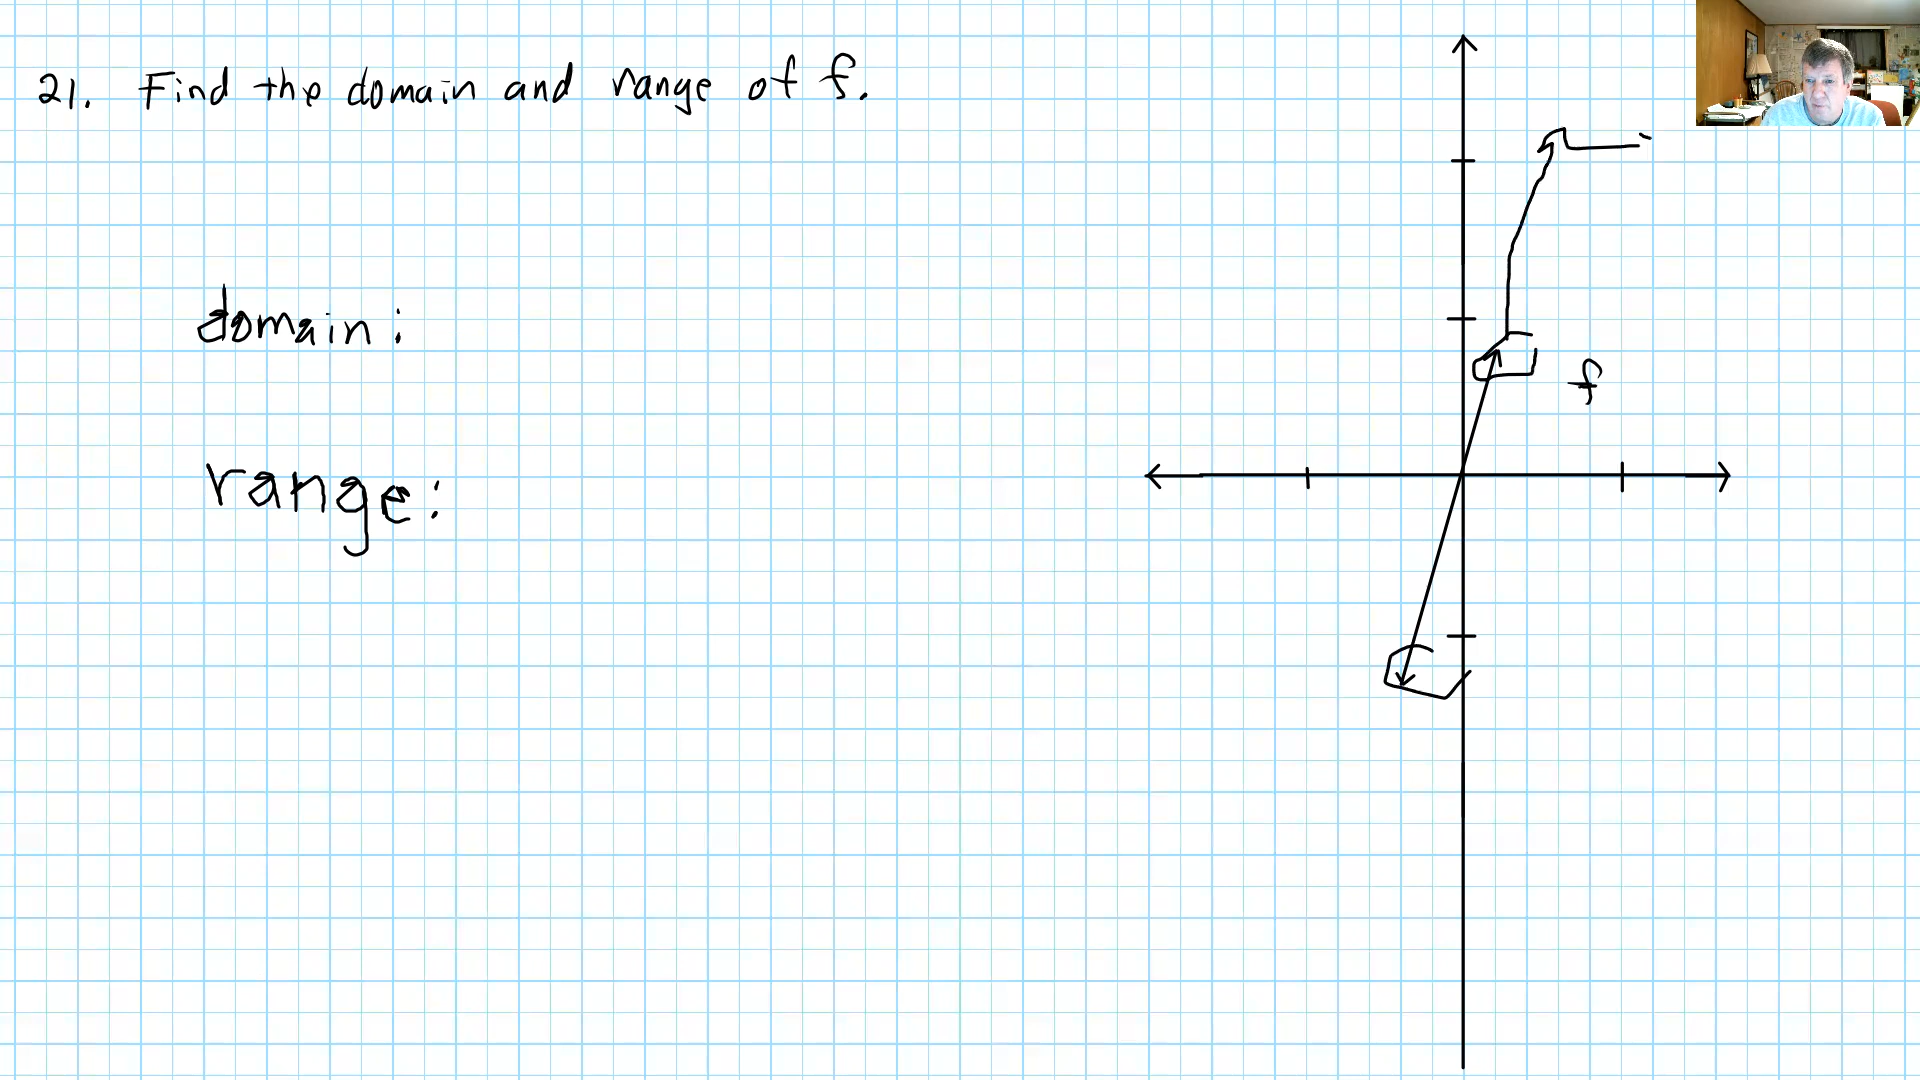 21. Find the domain and range of f.
domain:
f
range: